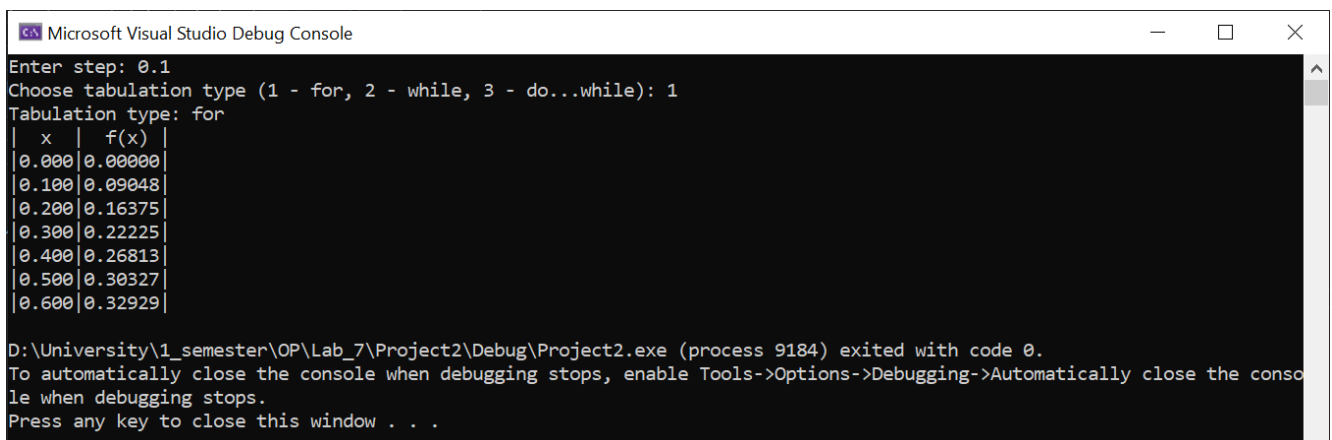 Microsoft Visual Studio Debug Console
Enter step: 0.1
Choose tabulation type (1 - for, 2 - while, 3 - do...while): 1
Tabulation type: for
|  x  |  f(x) |
|0.000|0.00000|
|0.100|0.09048|
|0.200|0.16375|
|0.300|0.22225|
|0.400|0.26813|
|0.500|0.30327|
|0.600|0.32929|
D:\University\1_semester\OP\Lab_7\Project2\Debug\Project2.exe (process 9184) exited with code 0.
To automatically close the console when debugging stops, enable Tools->Options->Debugging->Automatically close the conso
le when debugging stops.
Press any key to close this window . . .